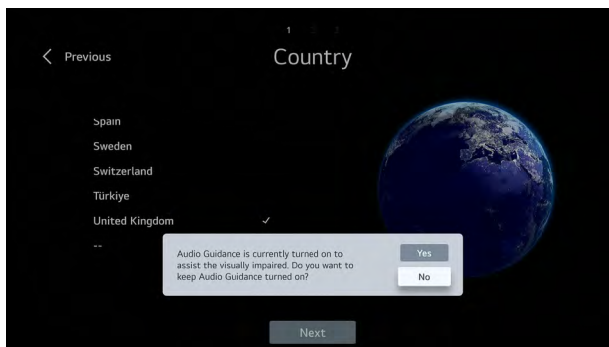 1
Previous
Country
Spain
Sweden
Switzerland
Türkiye
United Kingdom
--
Audio Guidance is currently turned on to
assist the visually impaired. Do you want to
keep Audio Guidance turned on?
Yes
No
Next